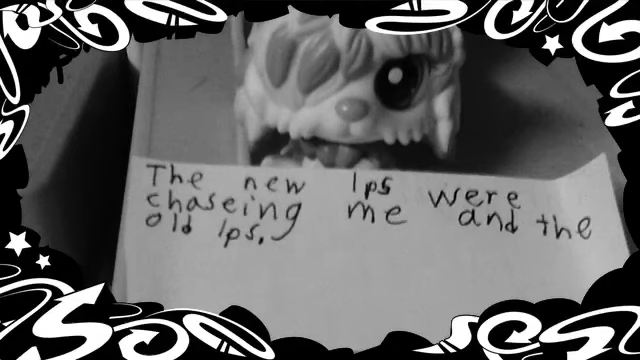 The new lps were
chaseing me and the
old lps.